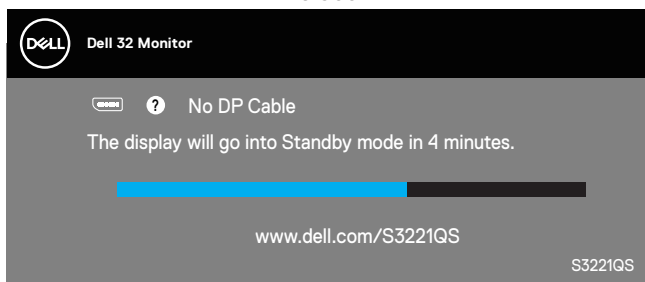 DELL
Dell 32 Monitor
? No DP Cable
The display will go into Standby mode in 4 minutes.
www.dell.com/S3221QS
S3221QS